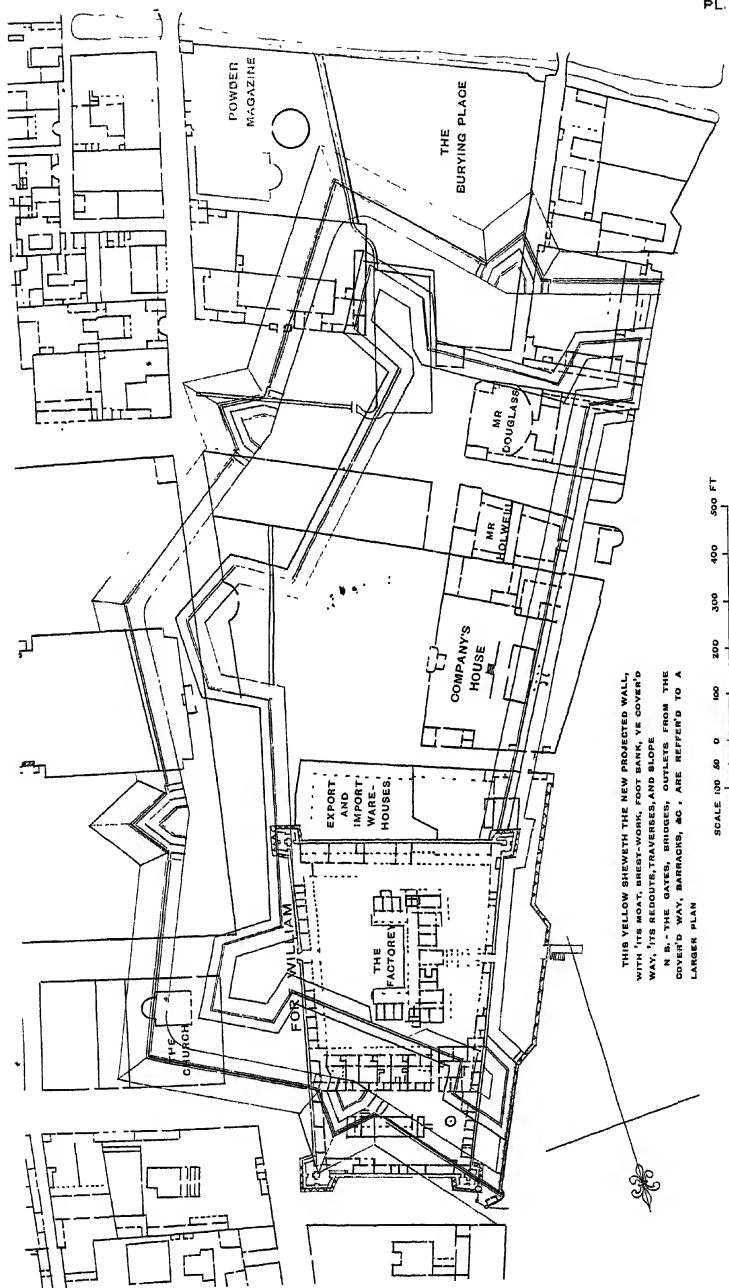 PL.
POWDER
MAGAZINE
THE
BURYING PLACE
MR
DOUGLASS
MR
HOLWELL
COMPANY'S
HOUSE
EXPORT
AND
IMPORT
WARE-
HOUSES.
FOR WILLIAM
THE
FACTOREY
THE
CHURCH
THIS YELLOW SHEWETH THE NEW PROJECTED WALL,
WITH 'ITS MOAT, BREST-WORK, FOOT BANK, YE COVER'D
WAY, 'ITS REDOUTS, TRAVERSES, AND SLOPE
N B.- THE GATES, BRIDGES, OUTLETS FROM THE
COVER'D WAY, BARRACKS, &C, ARE REFFER'D TO A
LARGER PLAN
SCALE 100 50 0 100 200 300 400 500 FT